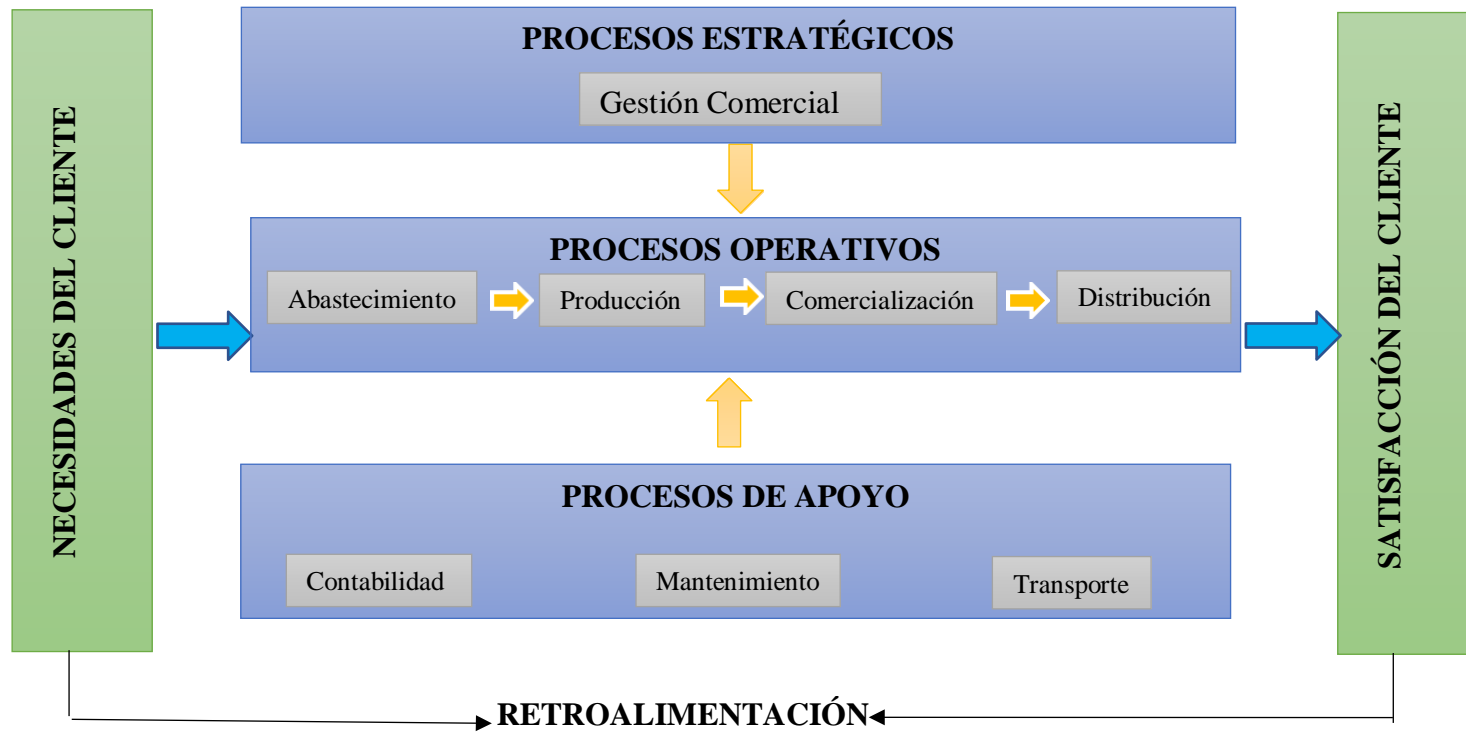 NECESIDADES DEL CLIENTE
PROCESOS ESTRATÉGICOS
Gestión Comercial
PROCESOS OPERATIVOS
Abastecimiento
Producción
Comercialización
Distribución
PROCESOS DE APOYO
Contabilidad
Mantenimiento
Transporte
SATISFACCIÓN DEL CLIENTE
RETROALIMENTACIÓN